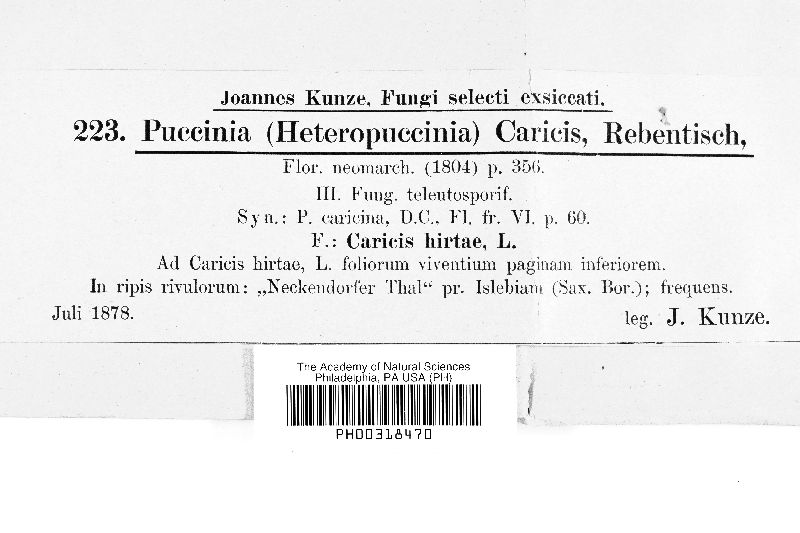 Joannes Kunze, Fungi selecti exsiccati.
223. Puccinia (Heteropuccinia) Caricis, Rebentisch,
Flor. neomarch. (1804) p. 356.
III. Fung. teleutosporif.
Syn.: P. caricina, D.C., Fl. fr. VI. p. 60.
F.: Caricis hirtae, L.
Ad Caricis hirtae, L. foliorum viventium paginam inferiorem.
In ripis rivulorum: „Neckendorfer Thal“ pr. Islebiam (Sax. Bor.); frequens.
Juli 1878. leg. J. Kunze.
The Academy of Natural Sciences
Philadelphia, PA USA (PH)
PH00318470